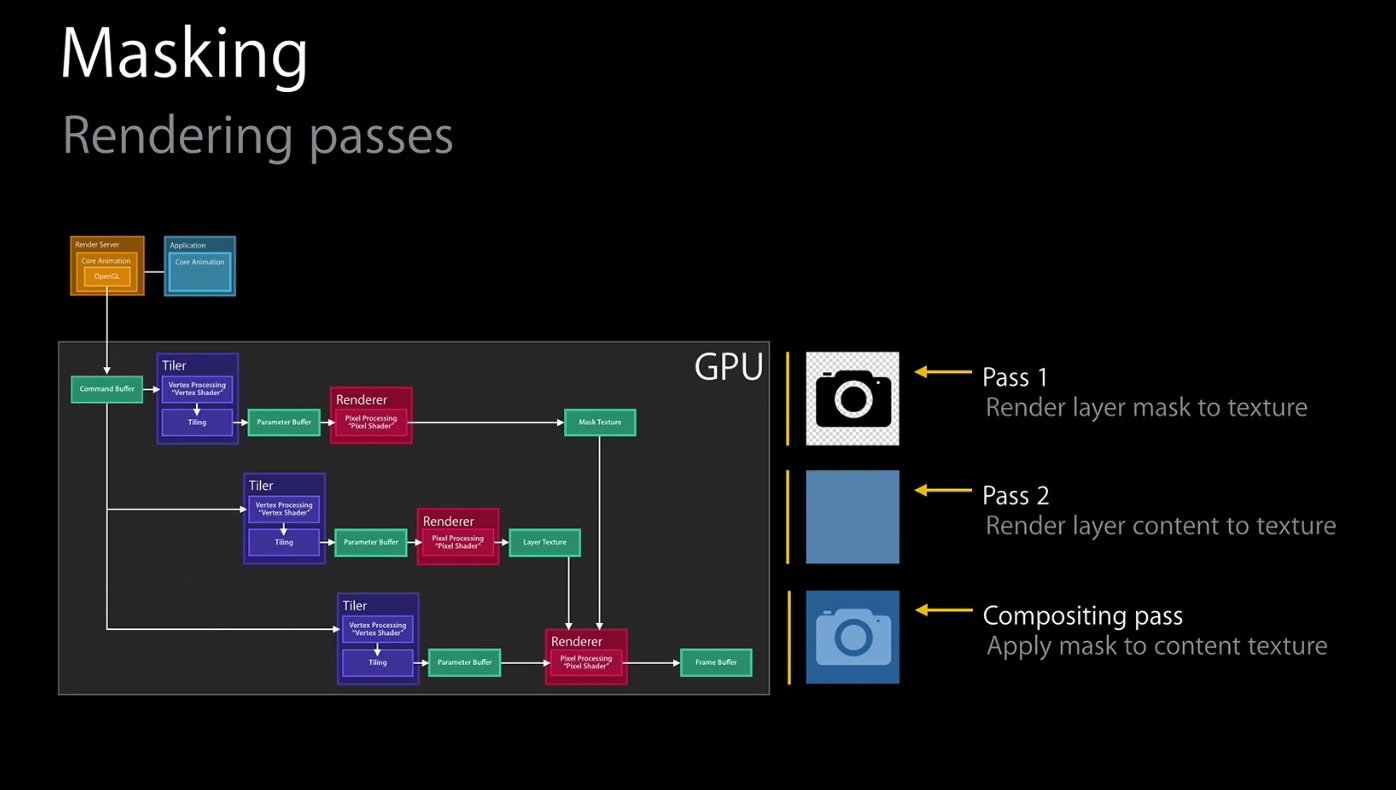 Masking
Rendering passes
Render Server
Core Animation
OpenGL
Application
Core Animation
GPU
Command Buffer
Tiler
Vertex Processing
"Vertex Shader"
Tiling
Parameter Buffer
Renderer
Pixel Processing
"Pixel Shader"
Mask Texture
Tiler
Vertex Processing
"Vertex Shader"
Tiling
Parameter Buffer
Renderer
Pixel Processing
"Pixel Shader"
Layer Texture
Tiler
Vertex Processing
"Vertex Shader"
Tiling
Parameter Buffer
Renderer
Pixel Processing
"Pixel Shader"
Frame Buffer
Pass 1
Render layer mask to texture
Pass 2
Render layer content to texture
Compositing pass
Apply mask to content texture